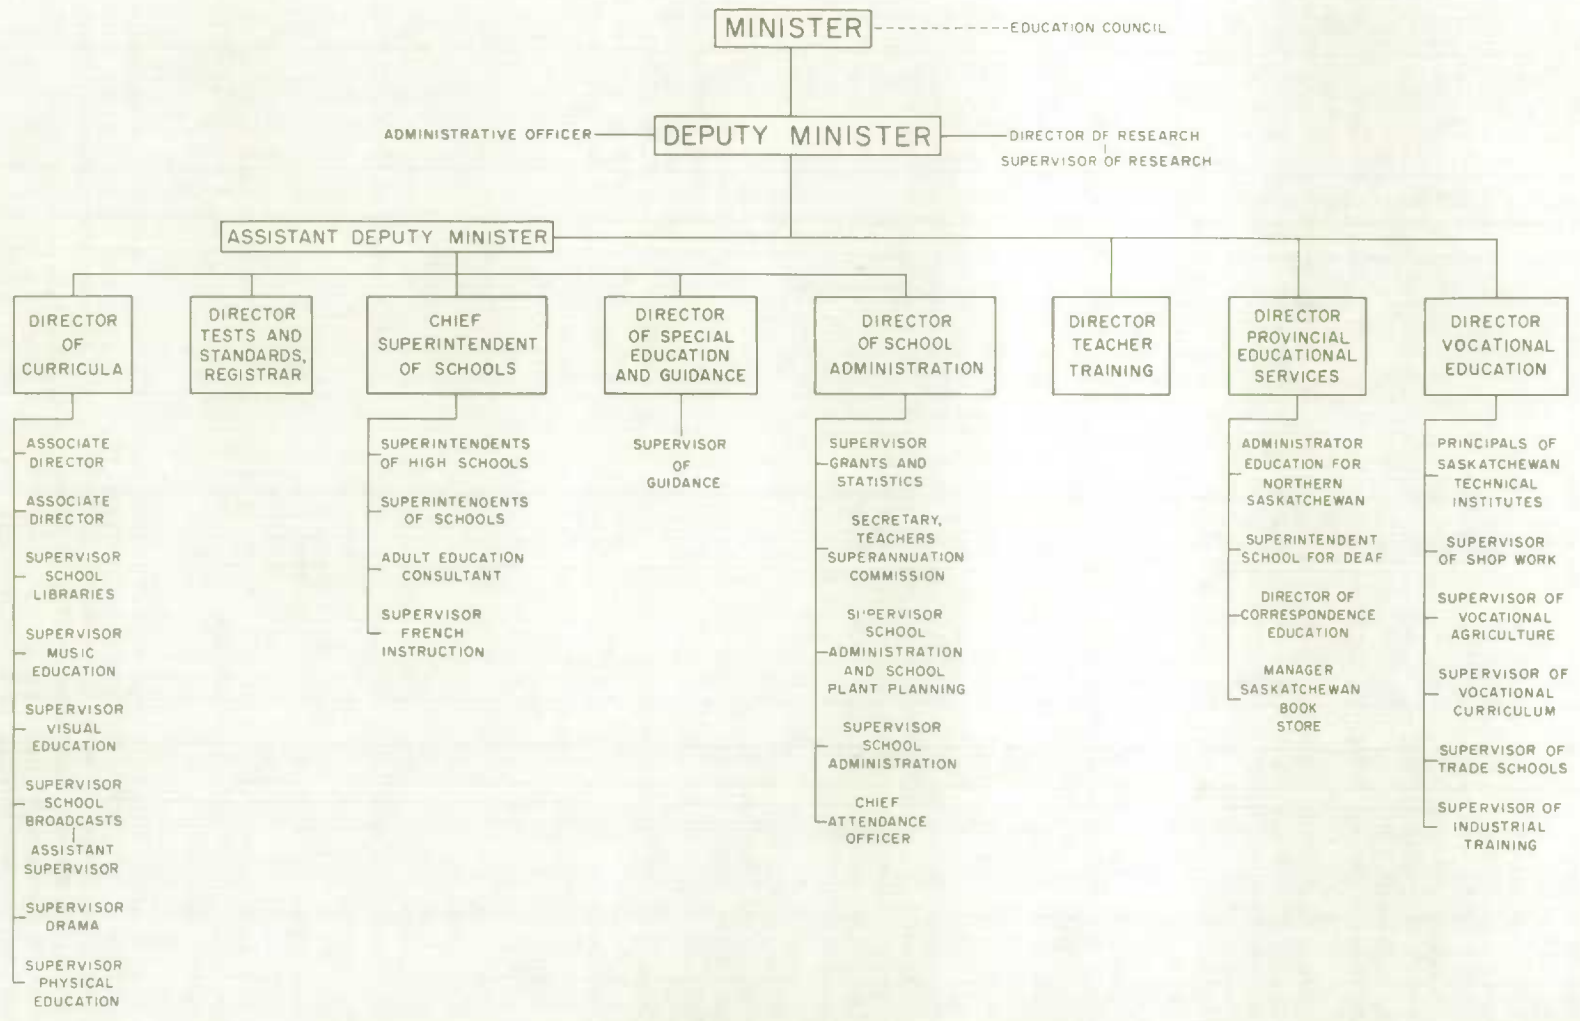 MINISTER
EDUCATION COUNCIL
ADMINISTRATIVE OFFICER
DEPUTY MINISTER
DIRECTOR OF RESEARCH
SUPERVISOR OF RESEARCH
ASSISTANT DEPUTY MINISTER
DIRECTOR
OF
CURRICULA
DIRECTOR
TESTS AND
STANDARDS,
REGISTRAR
CHIEF
SUPERINTENDENT
OF SCHOOLS
DIRECTOR
OF SPECIAL
EDUCATION
AND GUIDANCE
DIRECTOR
OF SCHOOL
ADMINISTRATION
DIRECTOR
TEACHER
TRAINING
DIRECTOR
PROVINCIAL
EDUCATIONAL
SERVICES
DIRECTOR
VOCATIONAL
EDUCATION
ASSOCIATE
DIRECTOR
ASSOCIATE
DIRECTOR
SUPERVISOR
SCHOOL
LIBRARIES
SUPERVISOR
MUSIC
EDUCATION
SUPERVISOR
VISUAL
EDUCATION
SUPERVISOR
SCHOOL
BROADCASTS
ASSISTANT
SUPERVISOR
SUPERVISOR
DRAMA
SUPERVISOR
PHYSICAL
EDUCATION
SUPERINTENDENTS
OF HIGH SCHOOLS
SUPERINTENDENTS
OF SCHOOLS
ADULT EDUCATION
CONSULTANT
SUPERVISOR
FRENCH
INSTRUCTION
SUPERVISOR
OF
GUIDANCE
SUPERVISOR
GRANTS AND
STATISTICS
SECRETARY,
TEACHERS
SUPERANNUATION
COMMISSION
SUPERVISOR
SCHOOL
ADMINISTRATION
AND SCHOOL
PLANT PLANNING
SUPERVISOR
SCHOOL
ADMINISTRATION
CHIEF
ATTENDANCE
OFFICER
ADMINISTRATOR
EDUCATION FOR
NORTHERN
SASKATCHEWAN
SUPERINTENDENT
SCHOOL FOR DEAF
DIRECTOR OF
CORRESPONDENCE
EDUCATION
MANAGER
SASKATCHEWAN
BOOK
STORE
PRINCIPALS OF
SASKATCHEWAN
TECHNICAL
INSTITUTES
SUPERVISOR
OF SHOP WORK
SUPERVISOR OF
VOCATIONAL
AGRICULTURE
SUPERVISOR OF
VOCATIONAL
CURRICULUM
SUPERVISOR OF
TRADE SCHOOLS
SUPERVISOR OF
INDUSTRIAL
TRAINING